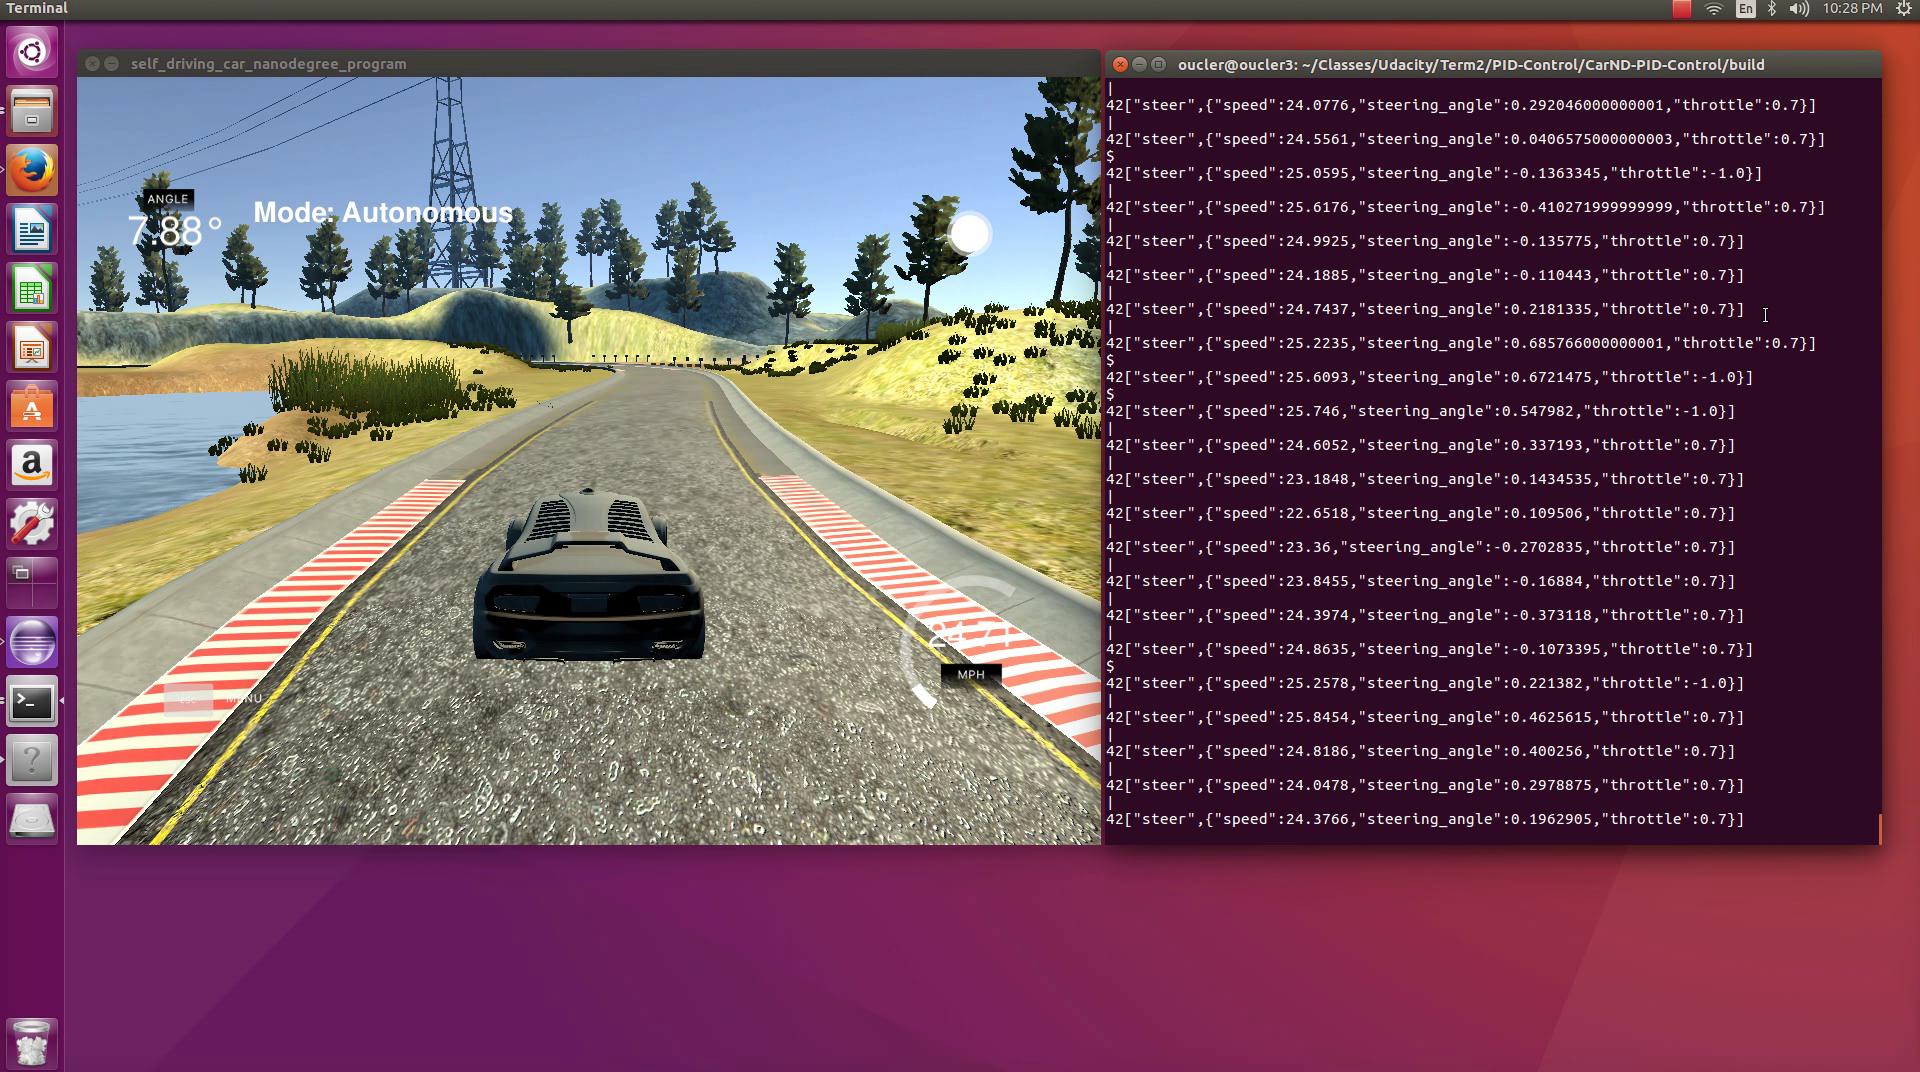 Terminal
En
10:28 PM
self_driving_car_nanodegree_program
ANGLE
7.88°
Mode: Autonomous
24.71
MPH
ESC
MENU
oucler@oucler3: ~/Classes/Udacity/Term2/PID-Control/CarND-PID-Control/build
|
42["steer",{"speed":24.0776,"steering_angle":0.292046000000001,"throttle":0.7}]
|
42["steer",{"speed":24.5561,"steering_angle":0.0406575000000003,"throttle":0.7}]
$
42["steer",{"speed":25.0595,"steering_angle":-0.1363345,"throttle":-1.0}]
|
42["steer",{"speed":25.6176,"steering_angle":-0.410271999999999,"throttle":0.7}]
|
42["steer",{"speed":24.9925,"steering_angle":-0.135775,"throttle":0.7}]
|
42["steer",{"speed":24.1885,"steering_angle":-0.110443,"throttle":0.7}]
|
42["steer",{"speed":24.7437,"steering_angle":0.2181335,"throttle":0.7}]
|
42["steer",{"speed":25.2235,"steering_angle":0.685766000000001,"throttle":0.7}]
$
42["steer",{"speed":25.6093,"steering_angle":0.6721475,"throttle":-1.0}]
$
42["steer",{"speed":25.746,"steering_angle":0.547982,"throttle":-1.0}]
|
42["steer",{"speed":24.6052,"steering_angle":0.337193,"throttle":0.7}]
|
42["steer",{"speed":23.1848,"steering_angle":0.1434535,"throttle":0.7}]
|
42["steer",{"speed":22.6518,"steering_angle":0.109506,"throttle":0.7}]
|
42["steer",{"speed":23.36,"steering_angle":-0.2702835,"throttle":0.7}]
|
42["steer",{"speed":23.8455,"steering_angle":-0.16884,"throttle":0.7}]
|
42["steer",{"speed":24.3974,"steering_angle":-0.373118,"throttle":0.7}]
|
42["steer",{"speed":24.8635,"steering_angle":-0.1073395,"throttle":0.7}]
$
42["steer",{"speed":25.2578,"steering_angle":0.221382,"throttle":-1.0}]
|
42["steer",{"speed":25.8454,"steering_angle":0.4625615,"throttle":0.7}]
|
42["steer",{"speed":24.8186,"steering_angle":0.400256,"throttle":0.7}]
|
42["steer",{"speed":24.0478,"steering_angle":0.2978875,"throttle":0.7}]
|
42["steer",{"speed":24.3766,"steering_angle":0.1962905,"throttle":0.7}]